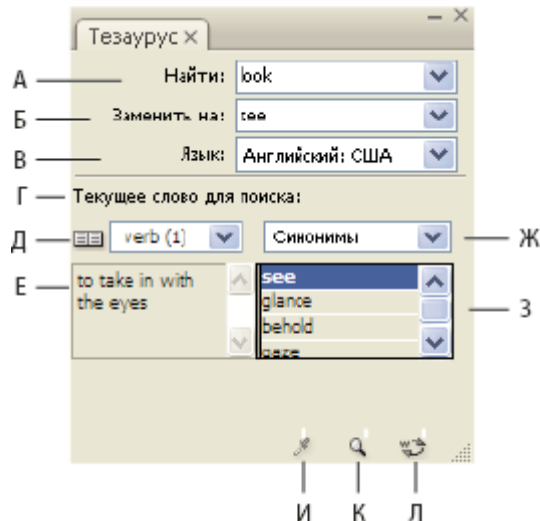 Тезаурус
А Найти: look
Б Заменить на: see
В Язык: Английский: США
Г Текущее слово для поиска:
Д verb (1) Синонимы Ж
Е to take in with see З
the eyes glance
behold
gaze
И К Л